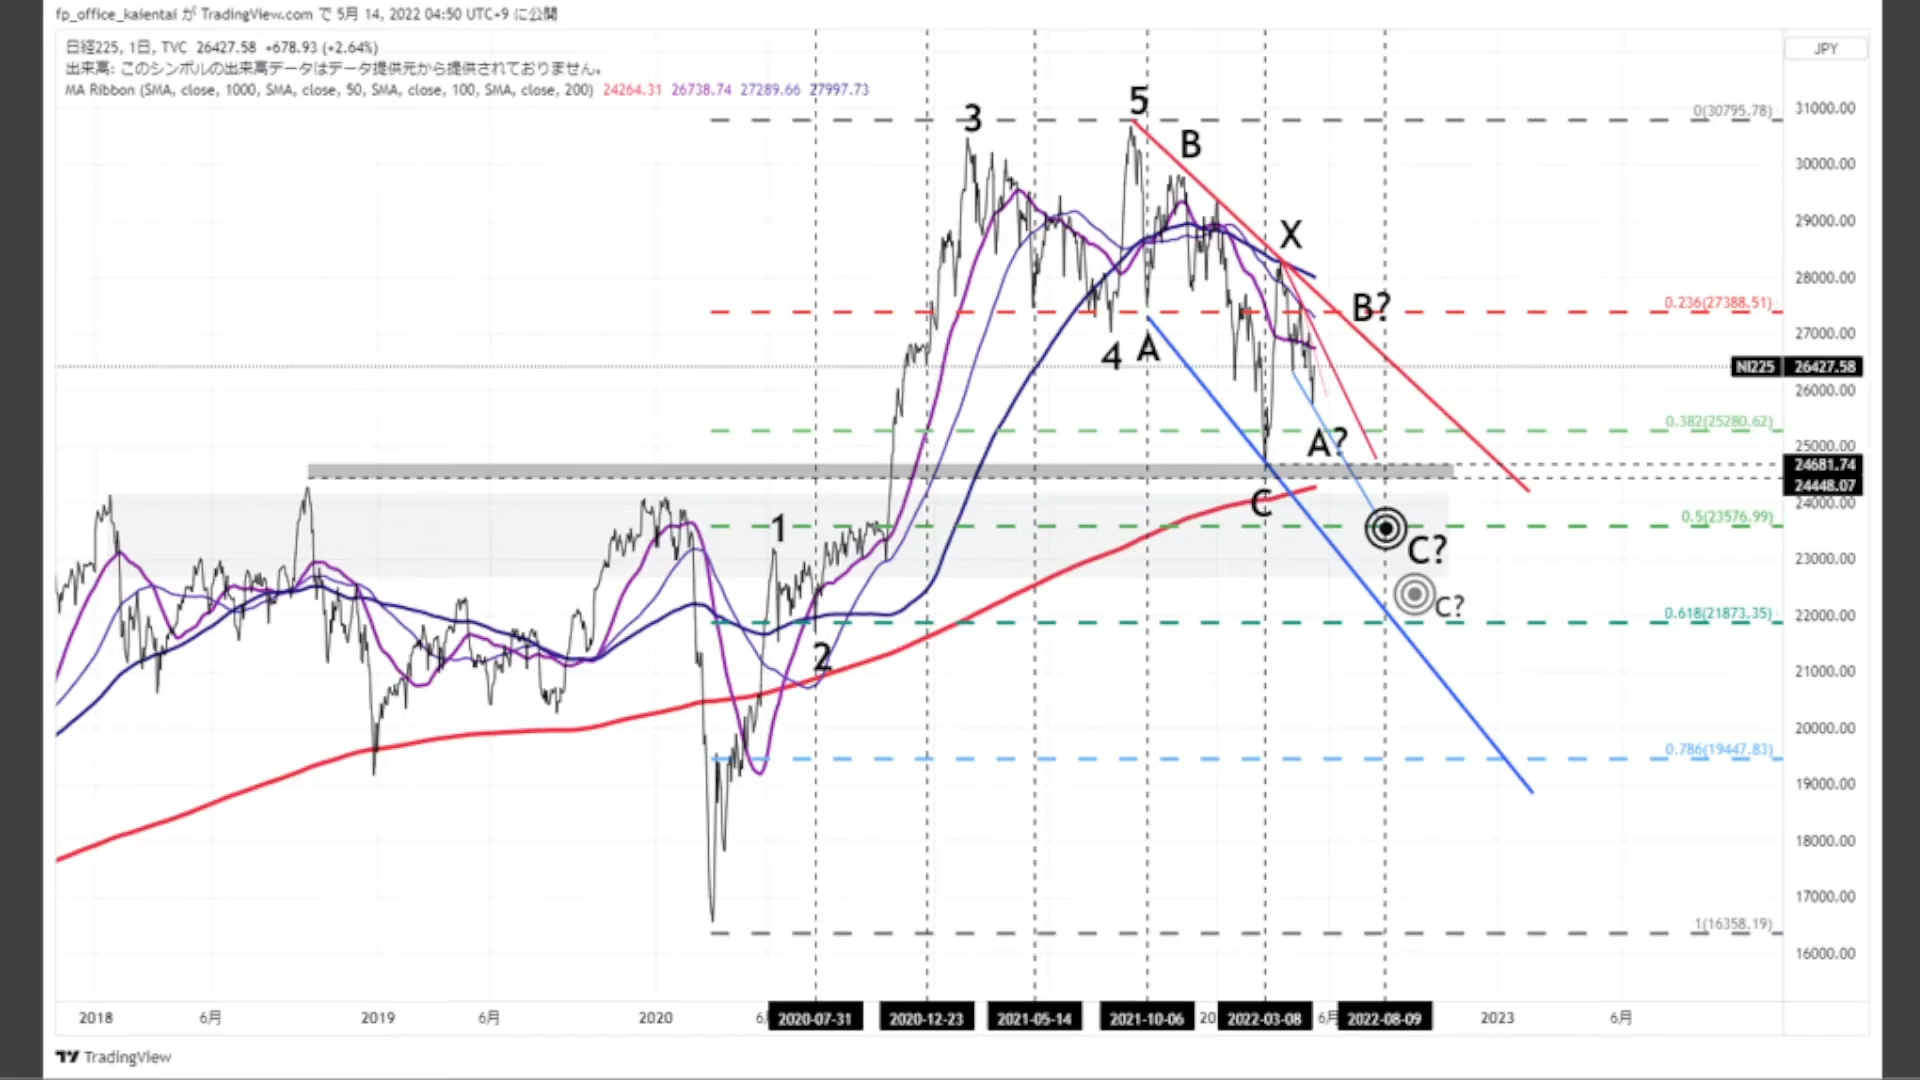 fp_office_kaientai が TradingView.com で 5月 14, 2022 04:50 UTC+9 に公開
日経225, 1日, TVC 26427.58 +678.93 (+2.64%)
出来高: このシンボルの出来高データはデータ提供元から提供されておりません。
MA Ribbon (SMA, close, 1000, SMA, close, 50, SMA, close, 100, SMA, close, 200) 24264.31 26738.74 27289.66 27997.73
JPY
5
3
0(30795.78)
31000.00
B
30000.00
X
29000.00
28000.00
B?
0.236(27388.51)
27000.00
4 A
NI225 26427.58
26000.00
0.382(25280.62)
A?
25000.00
24681.74
24448.07
C
24000.00
1
0.5(23576.99)
C?
23000.00
C?
0.618(21873.35)
22000.00
2
21000.00
20000.00
0.786(19447.83)
19000.00
18000.00
17000.00
1(16358.19)
16000.00
2018 6月 2019 6月 2020 2020-07-31 2020-12-23 2021-05-14 2021-10-06 20 2022-03-08 6月 2022-08-09 2023 6月
TradingView